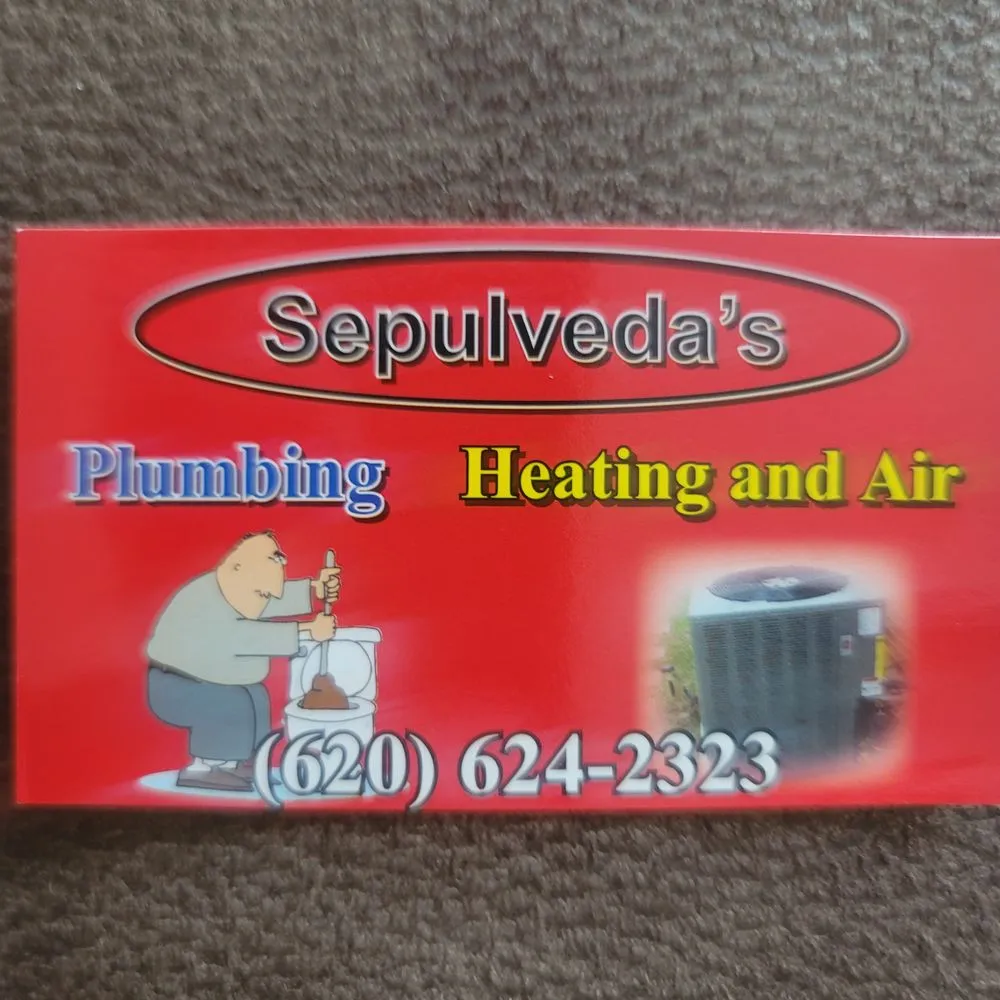 Sepulveda's
Plumbing Heating and Air
(620) 624-2323